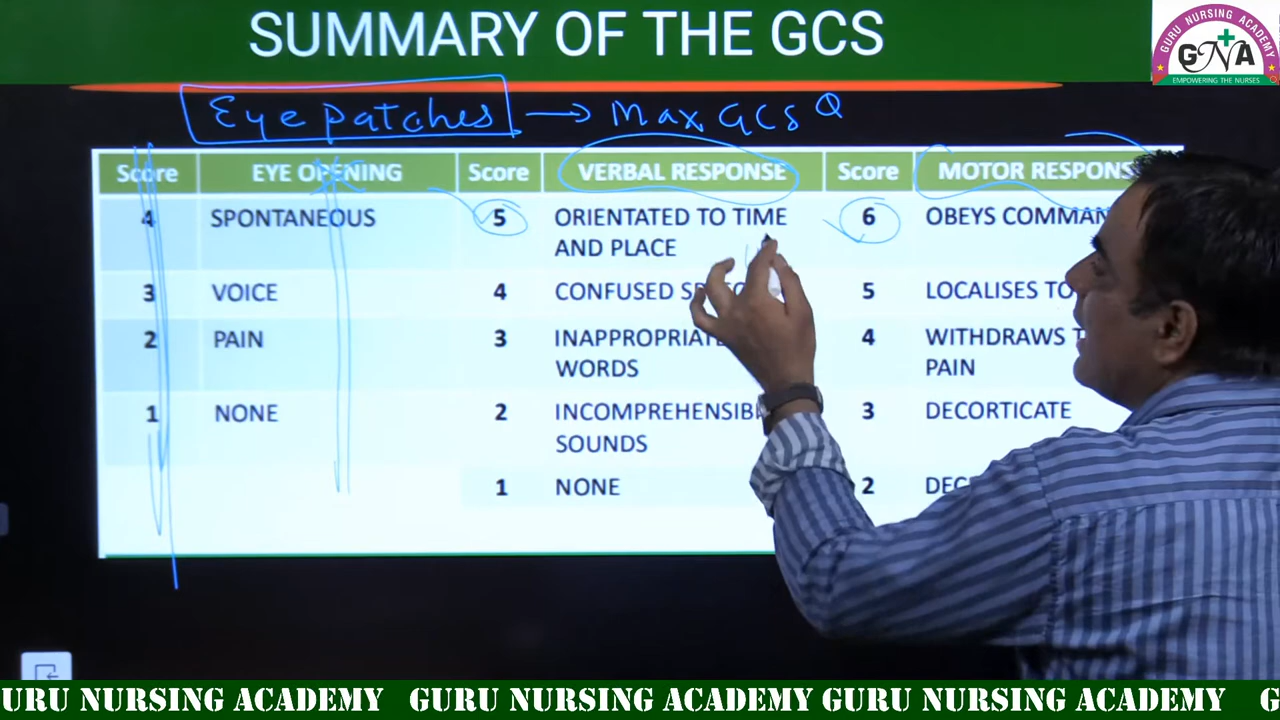 SUMMARY OF THE GCS
GURU NURSING ACADEMY
GNA
EMPOWERING THE NURSES
Eye patches → Max GCS Q
Score EYE OPENING Score VERBAL RESPONSE Score MOTOR RESPONS
4 SPONTANEOUS 5 ORIENTATED TO TIME AND PLACE 6 OBEYS COMMAN
3 VOICE 4 CONFUSED 5 LOCALISES TO
2 PAIN 3 INAPPROPRIATE WORDS 4 WITHDRAWS T PAIN
1 NONE 2 INCOMPREHENSIB SOUNDS 3 DECORTICATE
1 NONE 2 DEC
URU NURSING ACADEMY GURU NURSING ACADEMY GURU NURSING ACADEMY G